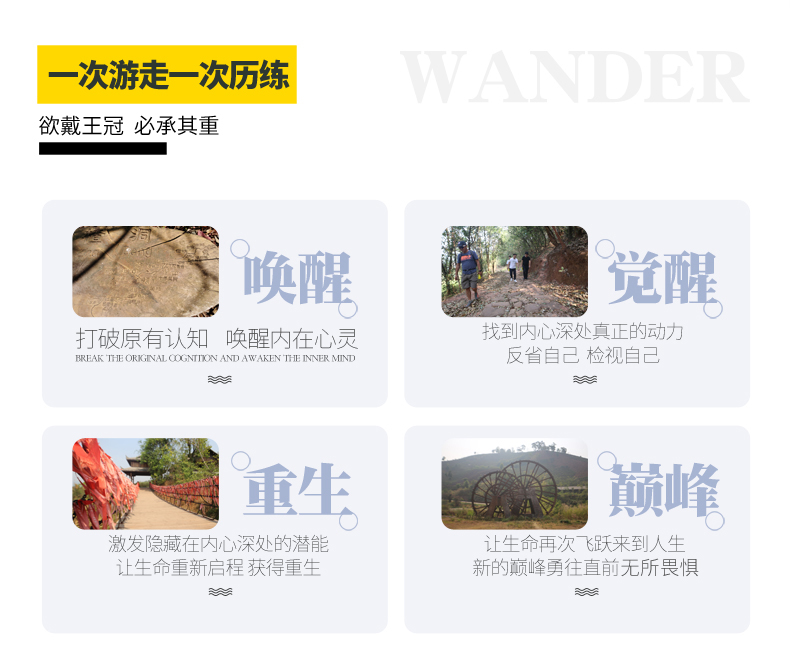 一次游走一次历练
WANDER
欲戴王冠 必承其重
唤醒
打破原有认知 唤醒内在心灵
BREAK THE ORIGINAL COGNITION AND AWAKEN THE INNER MIND
觉醒
找到内心深处真正的动力
反省自己 检视自己
重生
激发隐藏在内心深处的潜能
让生命重新启程 获得重生
巅峰
让生命再次飞跃来到人生
新的巅峰勇往直前无所畏惧